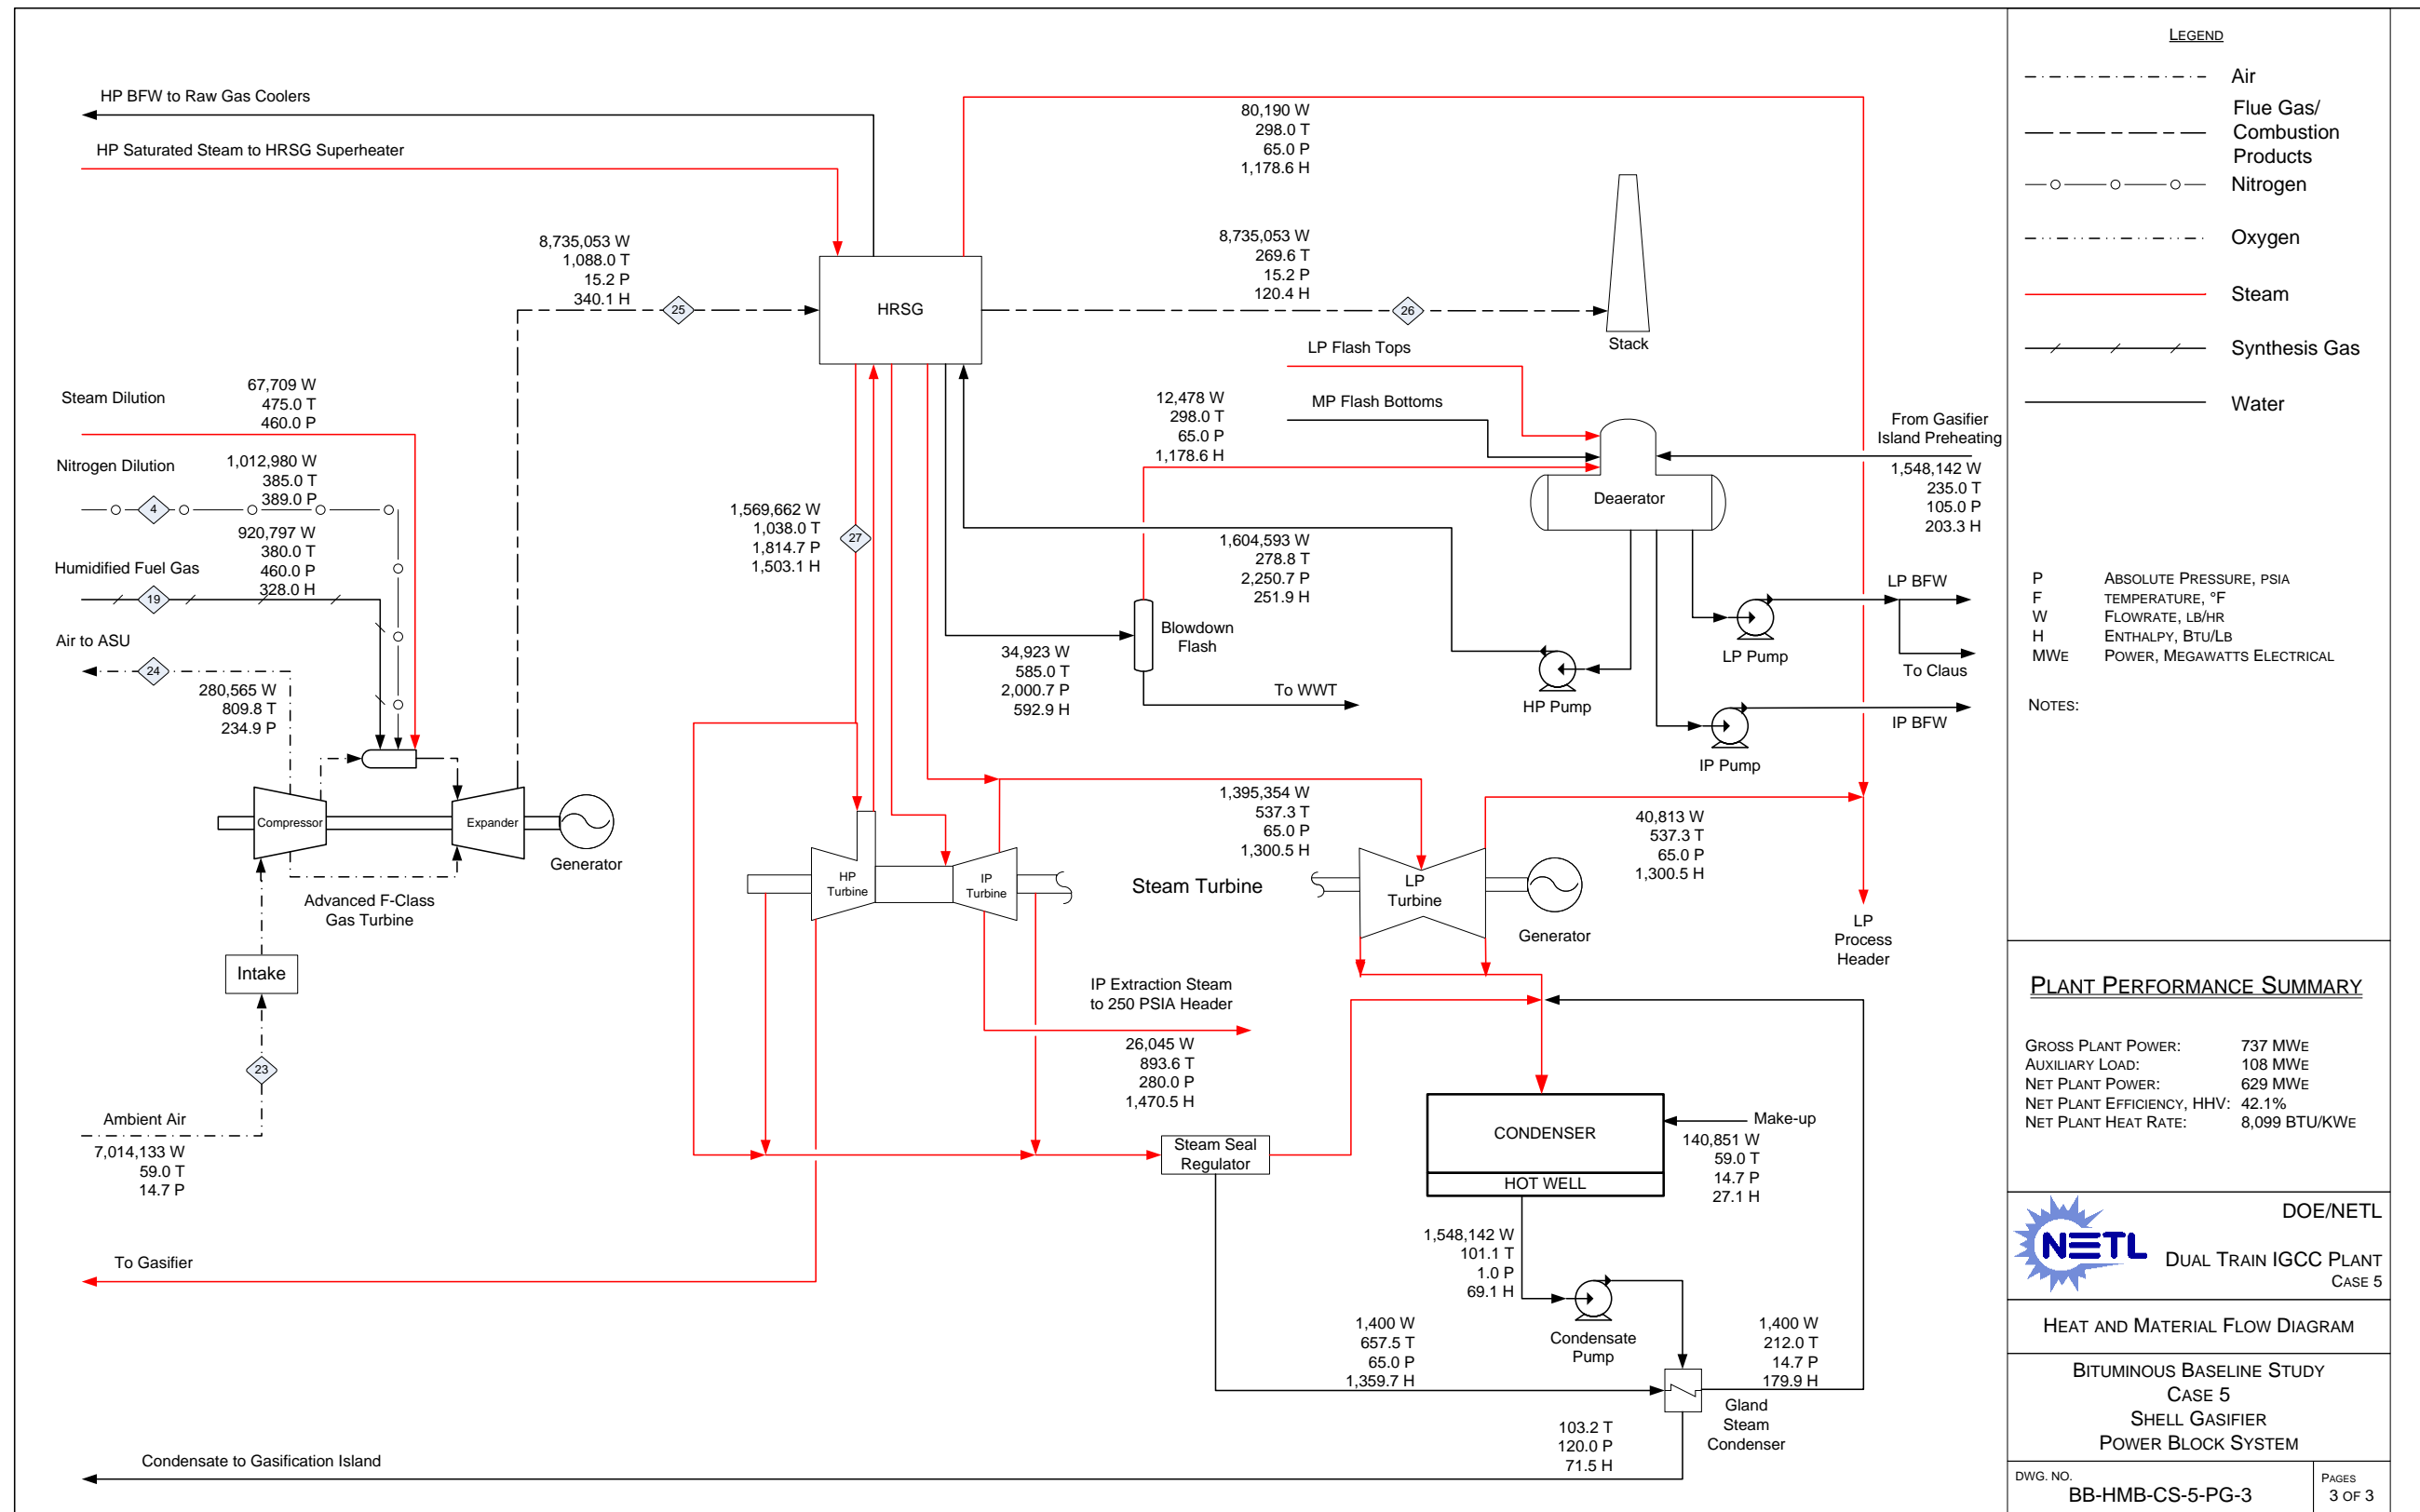 HP BFW to Raw Gas Coolers
HP Saturated Steam to HRSG Superheater
80,190 W
298.0 T
65.0 P
1,178.6 H
8,735,053 W
1,088.0 T
15.2 P
340.1 H
25
HRSG
8,735,053 W
269.6 T
15.2 P
120.4 H
26
Stack
Steam Dilution
67,709 W
475.0 T
460.0 P
Nitrogen Dilution
1,012,980 W
385.0 T
389.0 P
4
920,797 W
380.0 T
460.0 P
328.0 H
Humidified Fuel Gas
19
Air to ASU
24
280,565 W
809.8 T
234.9 P
Compressor
Expander
Generator
Advanced F-Class
Gas Turbine
Intake
23
Ambient Air
7,014,133 W
59.0 T
14.7 P
LP Flash Tops
MP Flash Bottoms
12,478 W
298.0 T
65.0 P
1,178.6 H
From Gasifier
Island Preheating
1,548,142 W
235.0 T
105.0 P
203.3 H
Deaerator
1,569,662 W
1,038.0 T
1,814.7 P
1,503.1 H
27
1,604,593 W
278.8 T
2,250.7 P
251.9 H
Blowdown
Flash
34,923 W
585.0 T
2,000.7 P
592.9 H
To WWT
HP Pump
LP Pump
IP Pump
LP BFW
To Claus
IP BFW
1,395,354 W
537.3 T
65.0 P
1,300.5 H
40,813 W
537.3 T
65.0 P
1,300.5 H
HP
Turbine
IP
Turbine
Steam Turbine
LP
Turbine
Generator
LP
Process
Header
IP Extraction Steam
to 250 PSIA Header
26,045 W
893.6 T
280.0 P
1,470.5 H
Steam Seal
Regulator
CONDENSER
HOT WELL
Make-up
140,851 W
59.0 T
14.7 P
27.1 H
1,548,142 W
101.1 T
1.0 P
69.1 H
Condensate
Pump
To Gasifier
1,400 W
657.5 T
65.0 P
1,359.7 H
1,400 W
212.0 T
14.7 P
179.9 H
Gland
Steam
Condenser
103.2 T
120.0 P
71.5 H
Condensate to Gasification Island
LEGEND
Air
Flue Gas/
Combustion
Products
Nitrogen
Oxygen
Steam
Synthesis Gas
Water
P ABSOLUTE PRESSURE, PSIA
F TEMPERATURE, °F
W FLOWRATE, LB/HR
H ENTHALPY, BTU/LB
MWE POWER, MEGAWATTS ELECTRICAL
NOTES:
PLANT PERFORMANCE SUMMARY
GROSS PLANT POWER: 737 MWE
AUXILIARY LOAD: 108 MWE
NET PLANT POWER: 629 MWE
NET PLANT EFFICIENCY, HHV: 42.1%
NET PLANT HEAT RATE: 8,099 BTU/KWE
NETL
DOE/NETL
DUAL TRAIN IGCC PLANT
CASE 5
HEAT AND MATERIAL FLOW DIAGRAM
BITUMINOUS BASELINE STUDY
CASE 5
SHELL GASIFIER
POWER BLOCK SYSTEM
DWG. NO.
BB-HMB-CS-5-PG-3
PAGES
3 OF 3